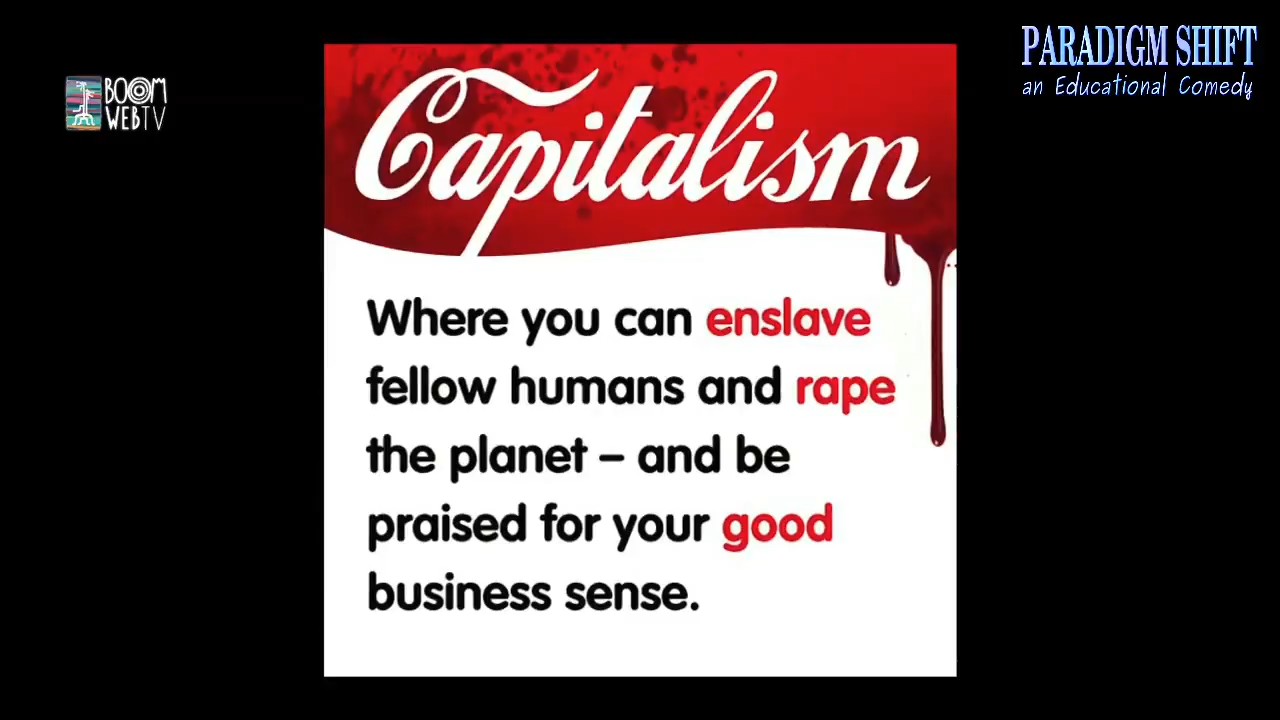 BOOM
WEBTV
PARADIGM SHIFT
an Educational Comedy
Capitalism
Where you can enslave
fellow humans and rape
the planet – and be
praised for your good
business sense.